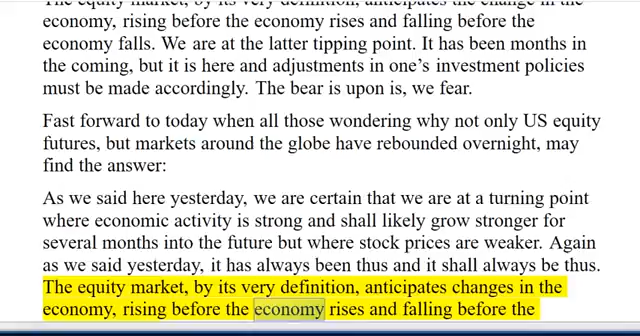 The equity market, by its very definition, anticipates the change in the
economy, rising before the economy rises and falling before the
economy falls. We are at the latter tipping point. It has been months in
the coming, but it is here and adjustments in one's investment policies
must be made accordingly. The bear is upon is, we fear.
Fast forward to today when all those wondering why not only US equity
futures, but markets around the globe have rebounded overnight, may
find the answer:
As we said here yesterday, we are certain that we are at a turning point
where economic activity is strong and shall likely grow stronger for
several months into the future but where stock prices are weaker. Again
as we said yesterday, it has always been thus and it shall always be thus.
The equity market, by its very definition, anticipates changes in the
economy, rising before the economy rises and falling before the